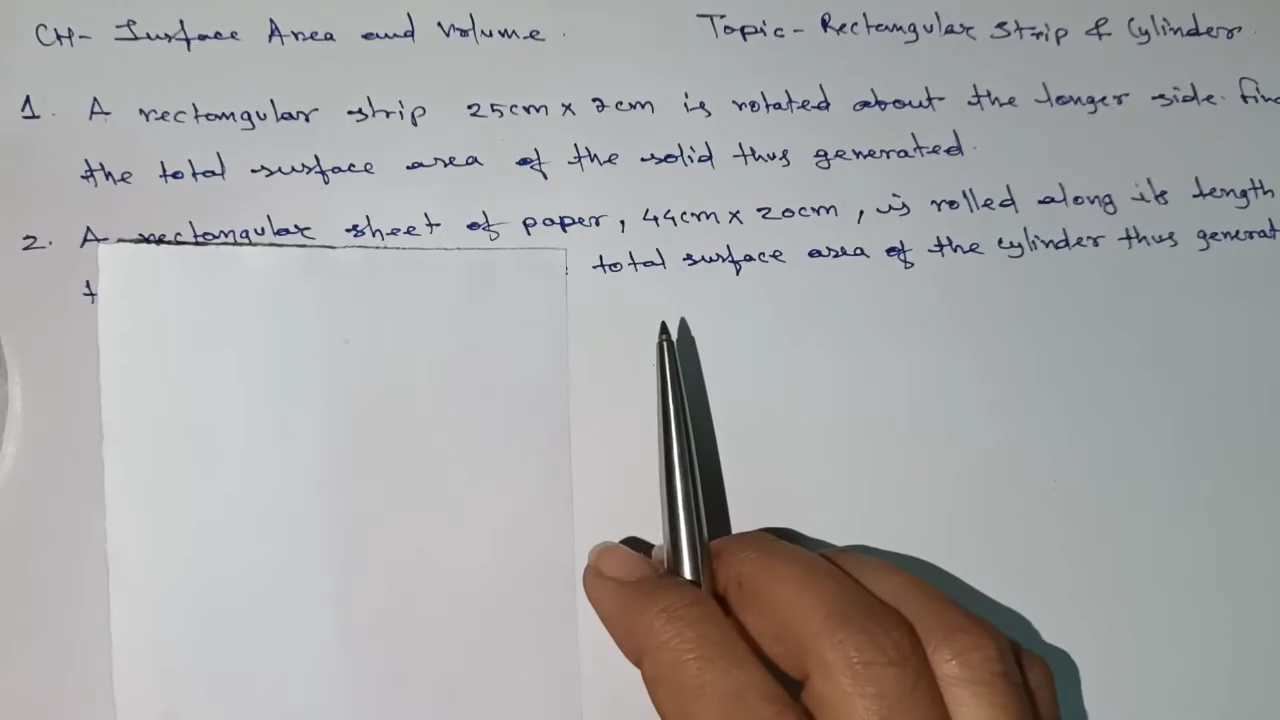 CH- Surface Area and Volume. Topic- Rectangular Strip & Cylinder.
1. A rectangular strip 25cm x 7cm is rotated about the longer side. Find
the total surface area of the solid thus generated.
2. A rectangular sheet of paper, 44cm x 20cm, is rolled along its length
total surface area of the cylinder thus generat